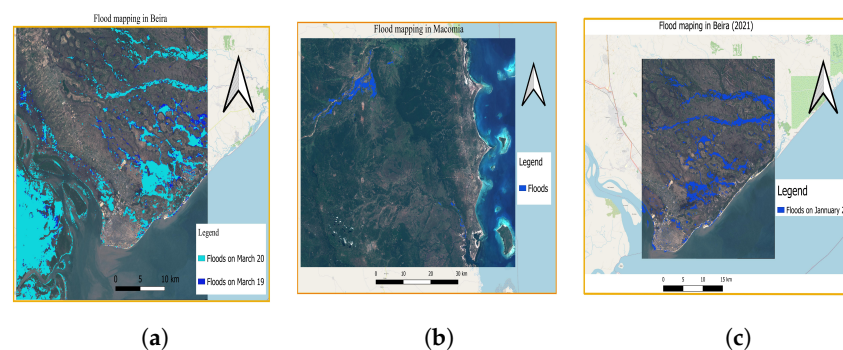 Flood mapping in Beira
Legend
Floods on March 20
Floods on March 19
0 5 10 km
(a)
Flood mapping in Macomia
Legend
Floods
0 10 20 30 km
(b)
Flood maping in Beira (2021)
Legend
Floods on Jannuary 2
0 5 10 15 km
(c)